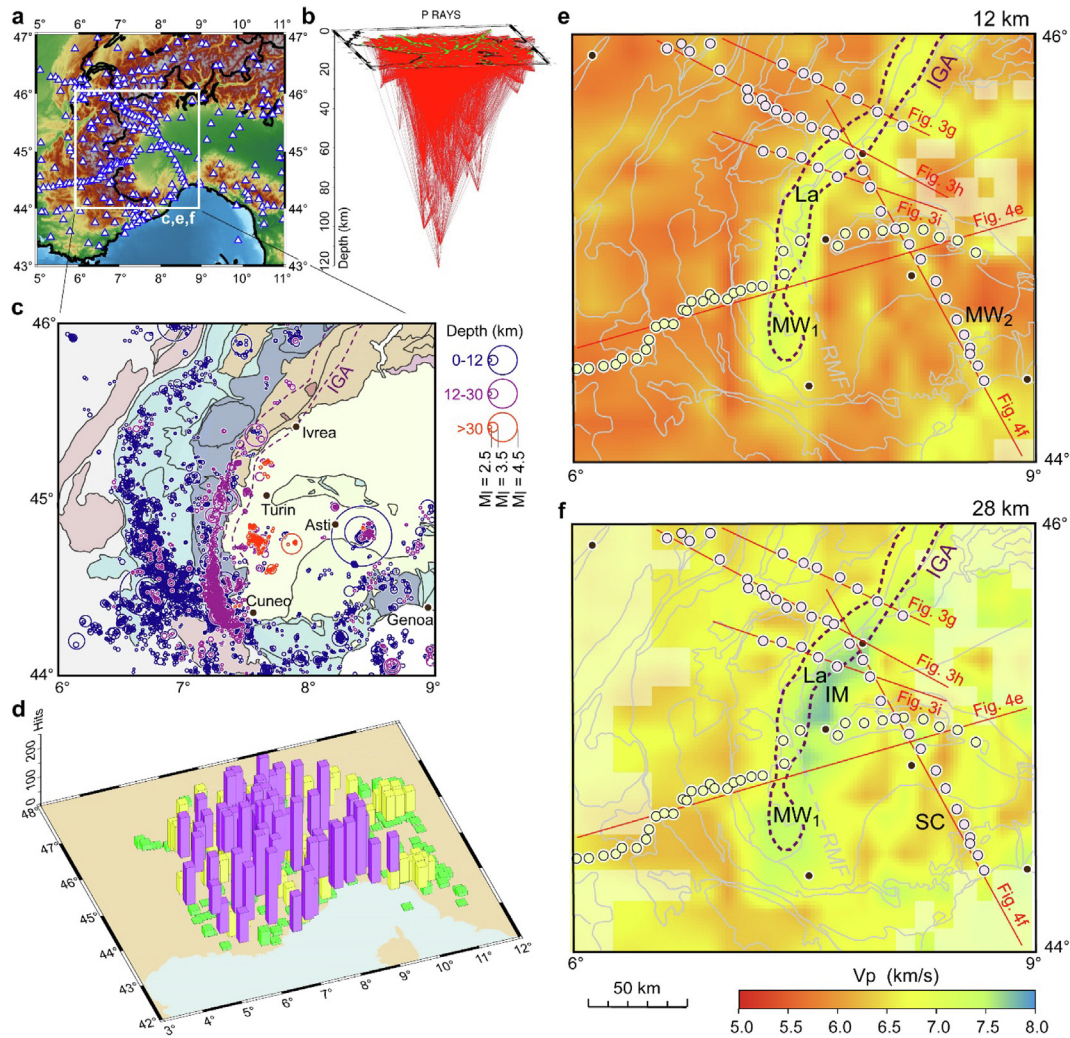 a
5° 6° 7° 8° 9° 10° 11°
47° 47°
46° 46°
45° 45°
44° 44°
43° 43°
5° 6° 7° 8° 9° 10° 11°
c,e,f
b
P RAYS
0
20
40
60
80
100
120
Depth (km)
c
46°
45°
44°
6° 7° 8° 9°
IGA
Ivrea
Turin
Asti
Cuneo
Genoa
Depth (km)
0-12
12-30
>30
Ml = 2.5
Ml = 3.5
Ml = 4.5
d
Hits
200
100
0
48°
47°
46°
45°
44°
43°
42°
3° 4° 5° 6° 7° 8° 9° 10° 11° 12°
e
12 km
46°
IGA
Fig. 3g
Fig. 3h
La
Fig. 3i
Fig. 4e
MW1
MW2
RMF
Fig. 4f
44°
6° 9°
f
28 km
46°
IGA
Fig. 3g
Fig. 3h
La
IM
Fig. 3i
Fig. 4e
MW1
SC
RMF
Fig. 4f
44°
6° 9°
50 km
Vp (km/s)
5.0 5.5 6.0 6.5 7.0 7.5 8.0